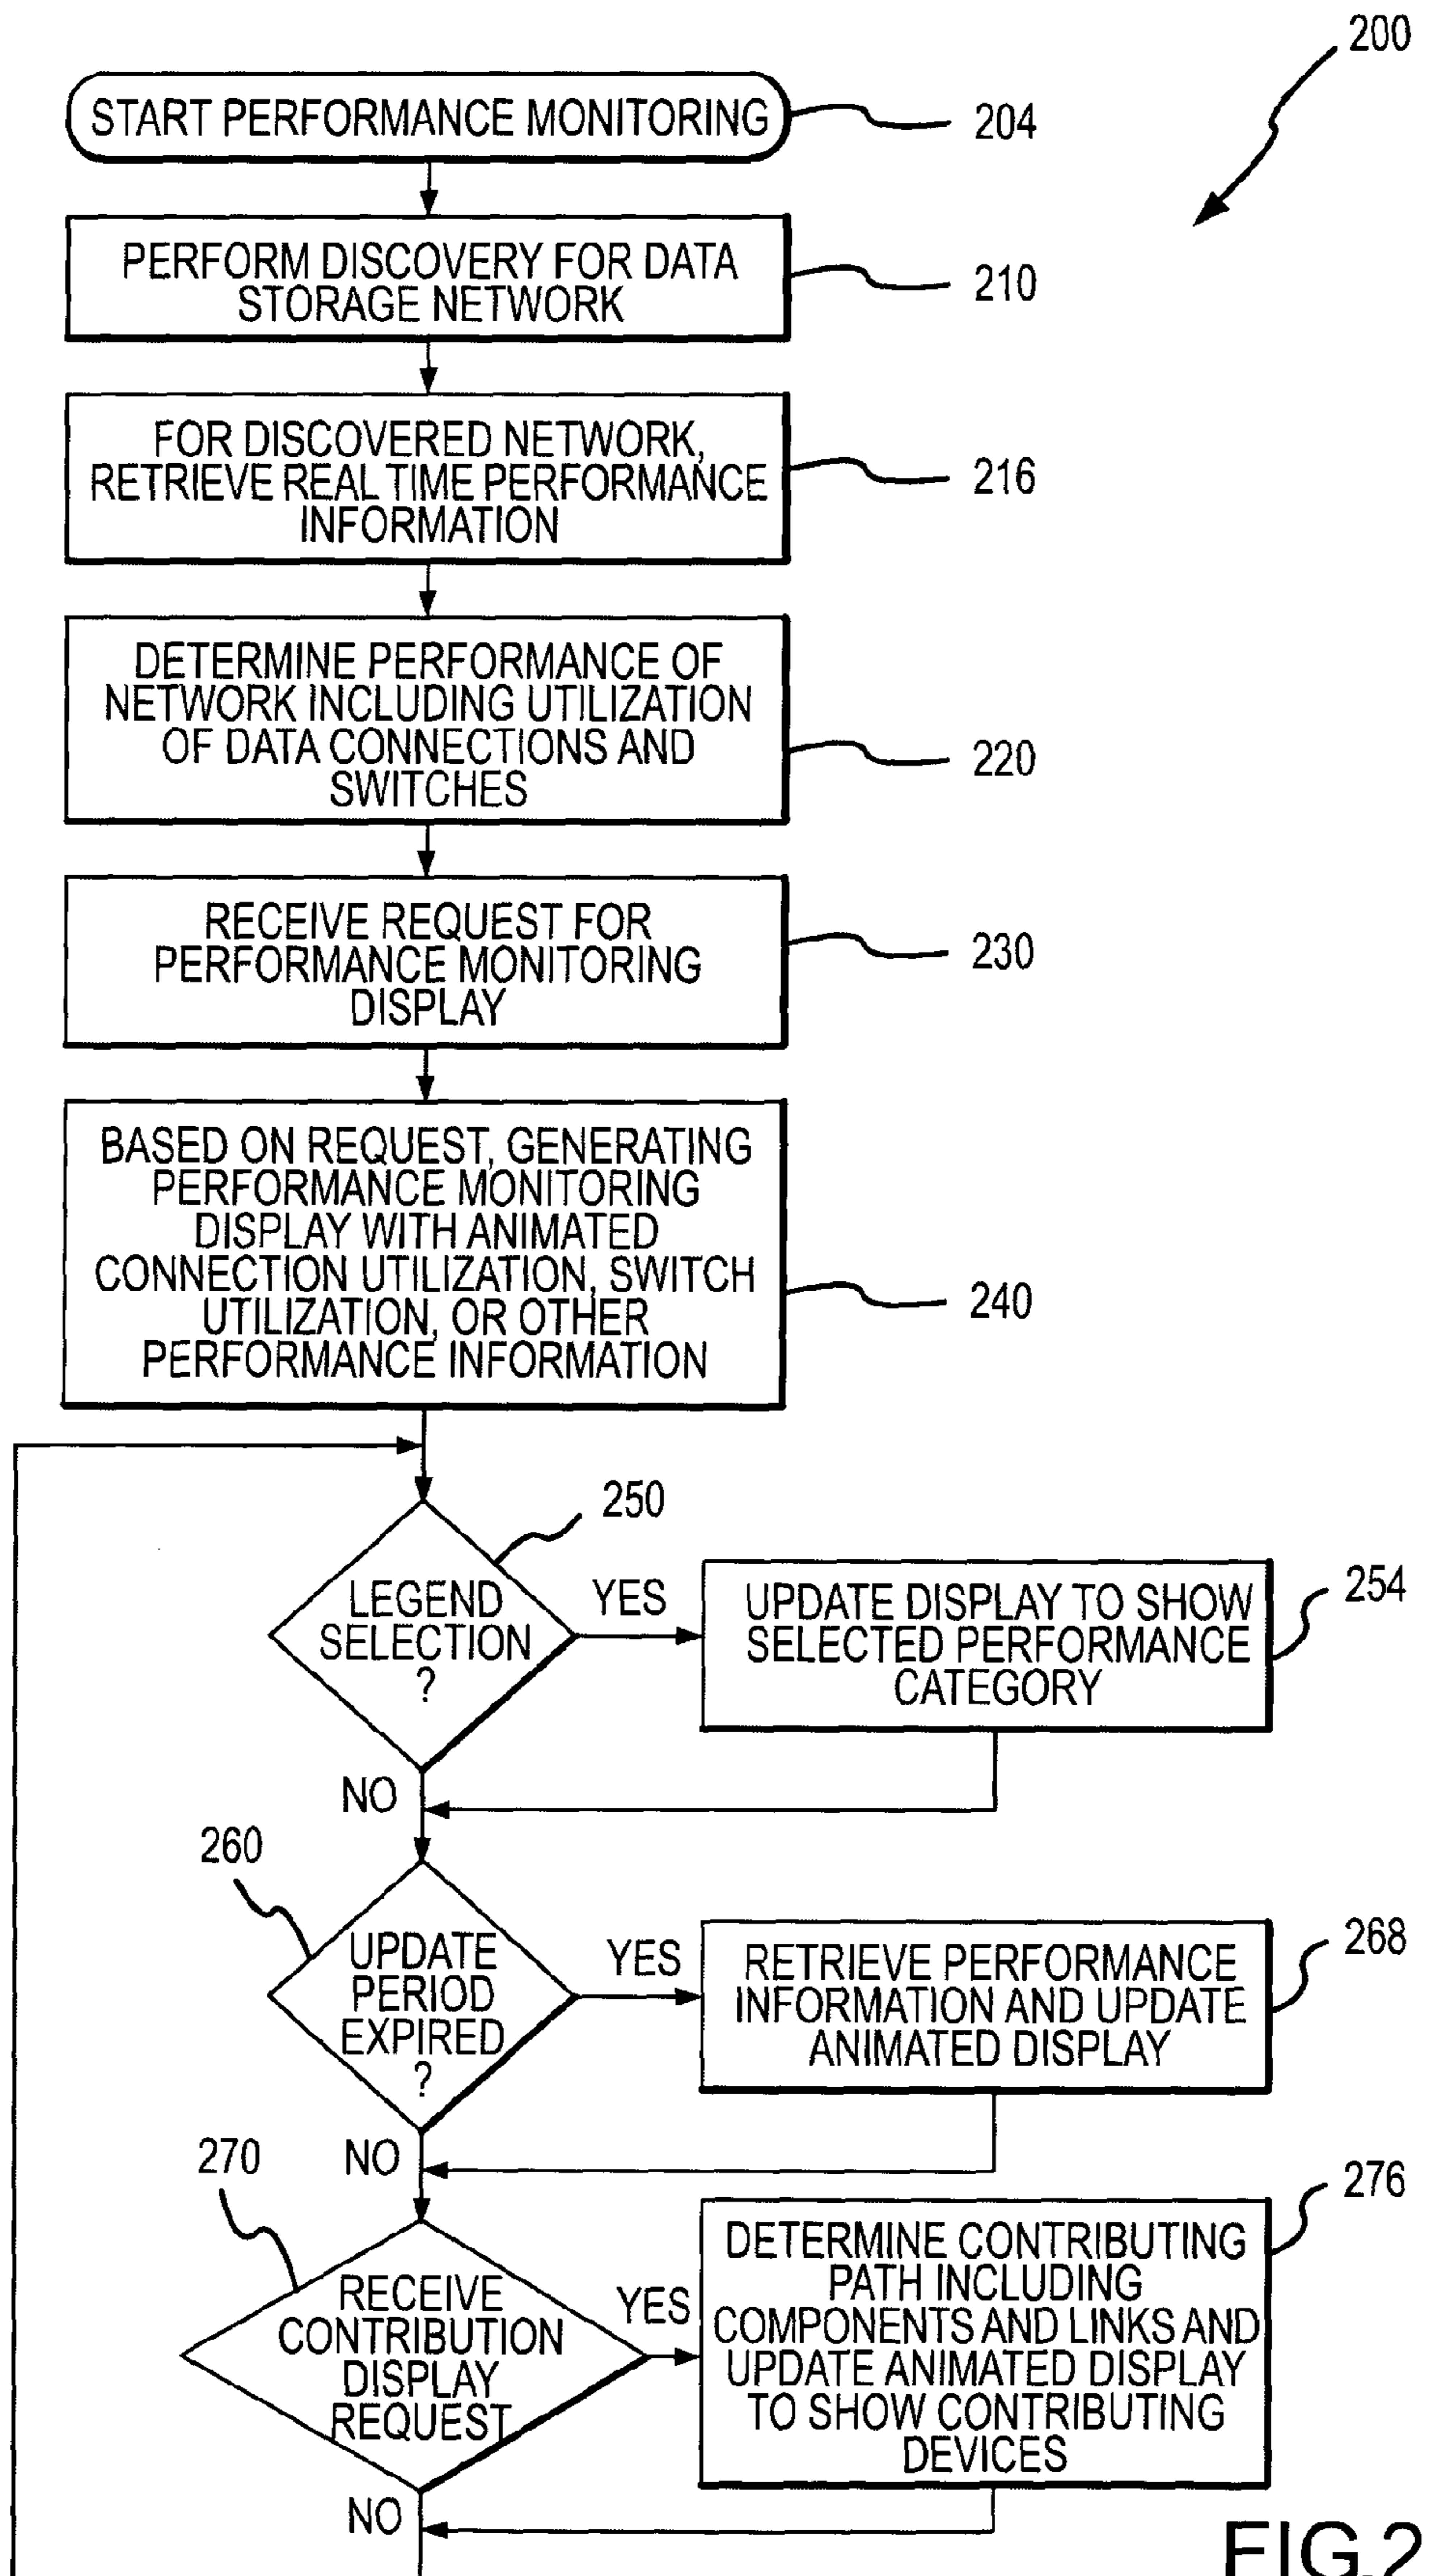 200
START PERFORMANCE MONITORING
204
PERFORM DISCOVERY FOR DATA
STORAGE NETWORK
210
FOR DISCOVERED NETWORK,
RETRIEVE REAL TIME PERFORMANCE
INFORMATION
216
DETERMINE PERFORMANCE OF
NETWORK INCLUDING UTILIZATION
OF DATA CONNECTIONS AND
SWITCHES
220
RECEIVE REQUEST FOR
PERFORMANCE MONITORING
DISPLAY
230
BASED ON REQUEST, GENERATING
PERFORMANCE MONITORING
DISPLAY WITH ANIMATED
CONNECTION UTILIZATION, SWITCH
UTILIZATION, OR OTHER
PERFORMANCE INFORMATION
240
250
LEGEND
SELECTION
?
YES
UPDATE DISPLAY TO SHOW
SELECTED PERFORMANCE
CATEGORY
254
NO
260
UPDATE
PERIOD
EXPIRED
?
YES
RETRIEVE PERFORMANCE
INFORMATION AND UPDATE
ANIMATED DISPLAY
268
NO
270
RECEIVE
CONTRIBUTION
DISPLAY
REQUEST
YES
DETERMINE CONTRIBUTING
PATH INCLUDING
COMPONENTS AND LINKS AND
UPDATE ANIMATED DISPLAY
TO SHOW CONTRIBUTING
DEVICES
276
NO
FIG.2